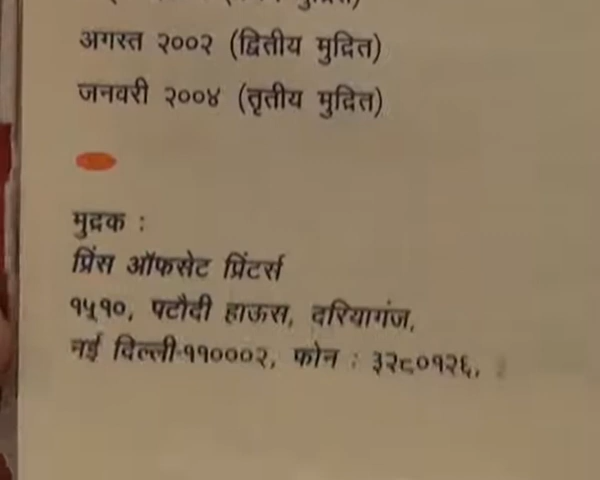 अगस्त २००२ (द्वितीय मुद्रित)
जनवरी २००४ (तृतीय मुद्रित)
मुद्रक :
प्रिंस ऑफसेट प्रिंटर्स
१५१०, पटौदी हाऊस, दरियागंज,
नई दिल्ली-११०००२, फोन : ३२८०१२६,